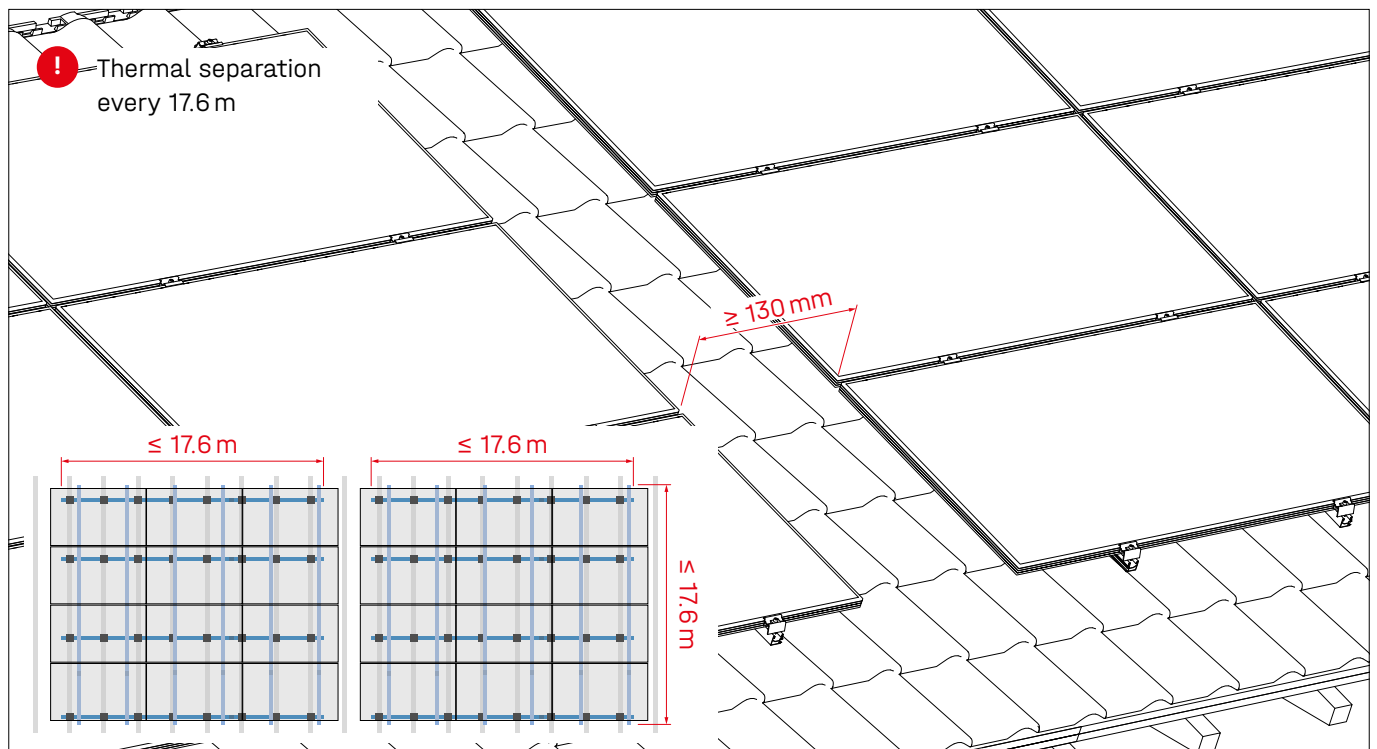 !
Thermal separation
every 17.6 m
≥ 130 mm
≤ 17.6 m
≤ 17.6 m
≤ 17.6 m